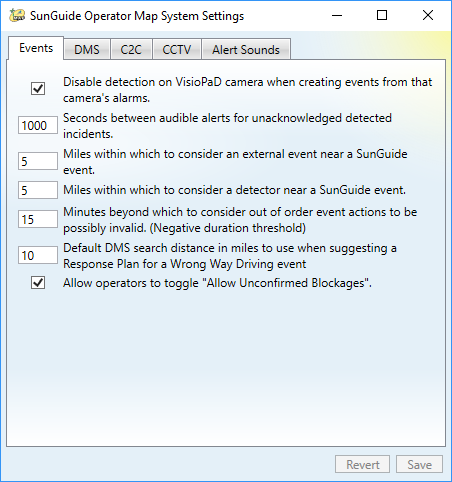 SunGuide Operator Map System Settings
Events DMS C2C CCTV Alert Sounds
Disable detection on VisioPaD camera when creating events from that
camera's alarms.
1000 Seconds between audible alerts for unacknowledged detected
incidents.
5 Miles within which to consider an external event near a SunGuide
event.
5 Miles within which to consider a detector near a SunGuide event.
15 Minutes beyond which to consider out of order event actions to be
possibly invalid. (Negative duration threshold)
10 Default DMS search distance in miles to use when suggesting a
Response Plan for a Wrong Way Driving event
Allow operators to toggle "Allow Unconfirmed Blockages".
Revert Save